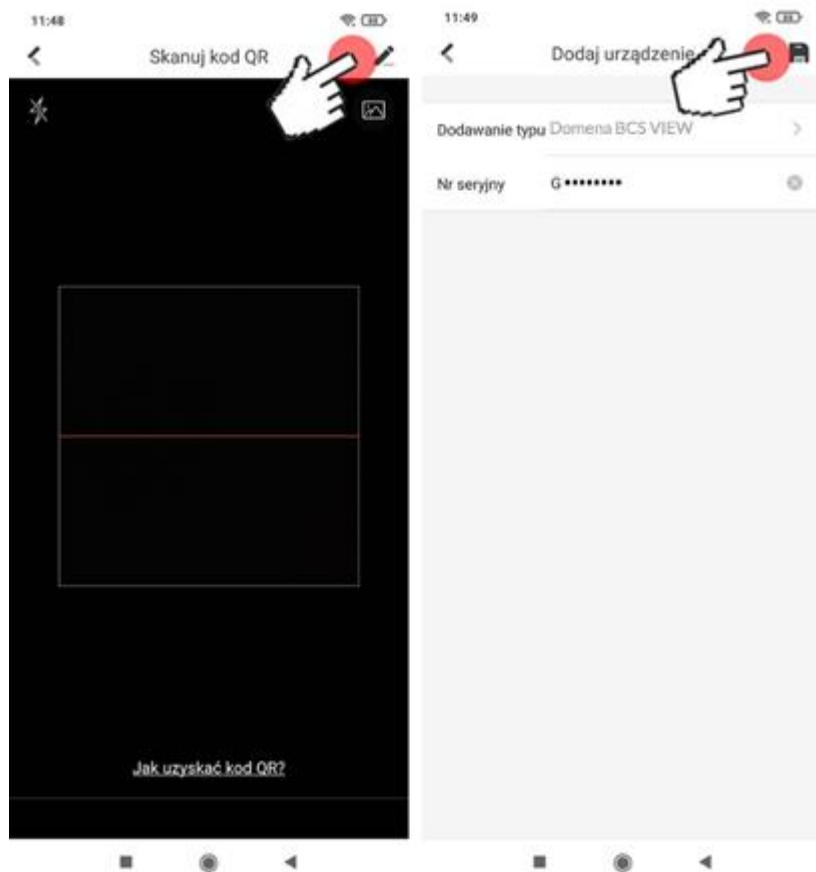 11:48
Skanuj kod QR
Jak uzyskać kod QR?
11:49
Dodaj urządzenie
Dodawanie typu Domena BCS VIEW
Nr seryjny G••••••••